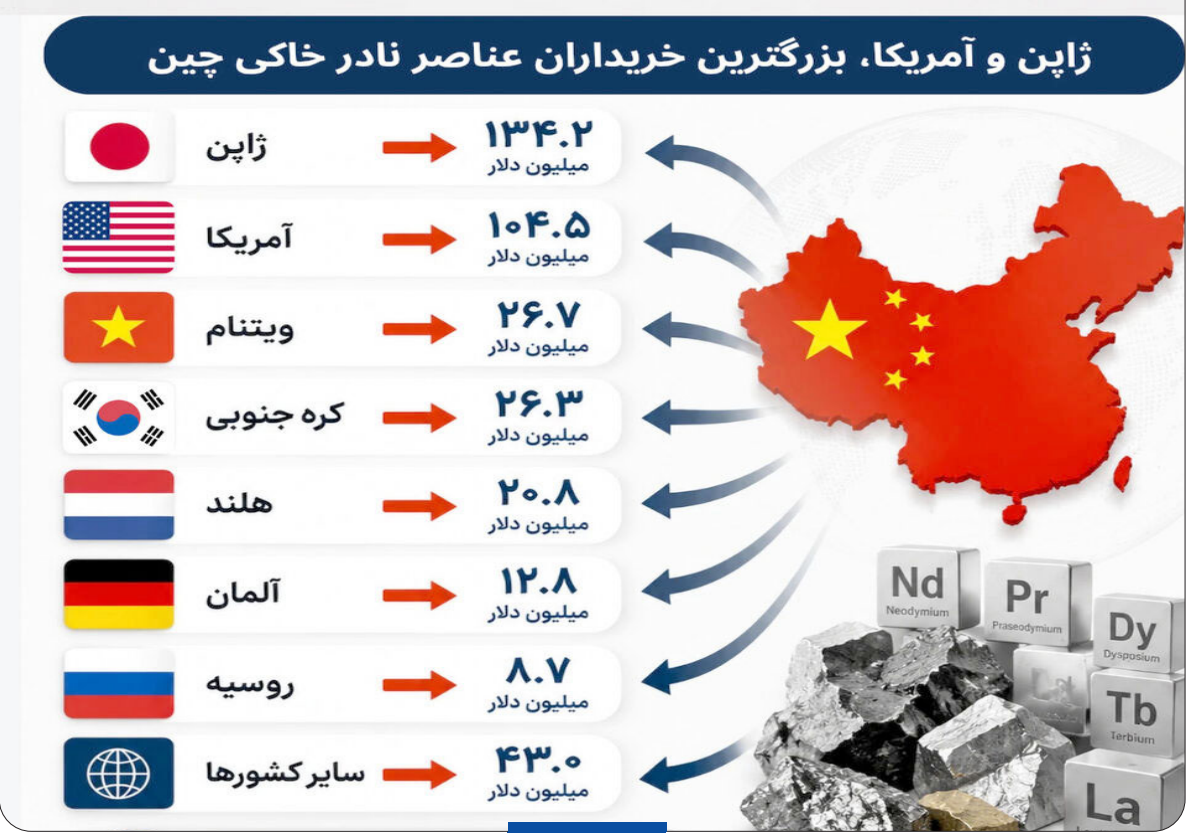 ژاپن و آمریکا، بزرگترین خریداران عناصر نادر خاکی چین
ژاپن
۱۳۴.۲
میلیون دلار
آمریکا
۱۰۴.۵
میلیون دلار
ویتنام
۲۶.۷
میلیون دلار
کره جنوبی
۲۶.۳
میلیون دلار
هلند
۲۰.۸
میلیون دلار
آلمان
۱۲.۸
میلیون دلار
روسیه
۸.۷
میلیون دلار
سایر کشورها
۴۳.۰
میلیون دلار
Nd
Neodymium
Pr
Praseodymium
Dy
Dysposium
Tb
Terbium
La